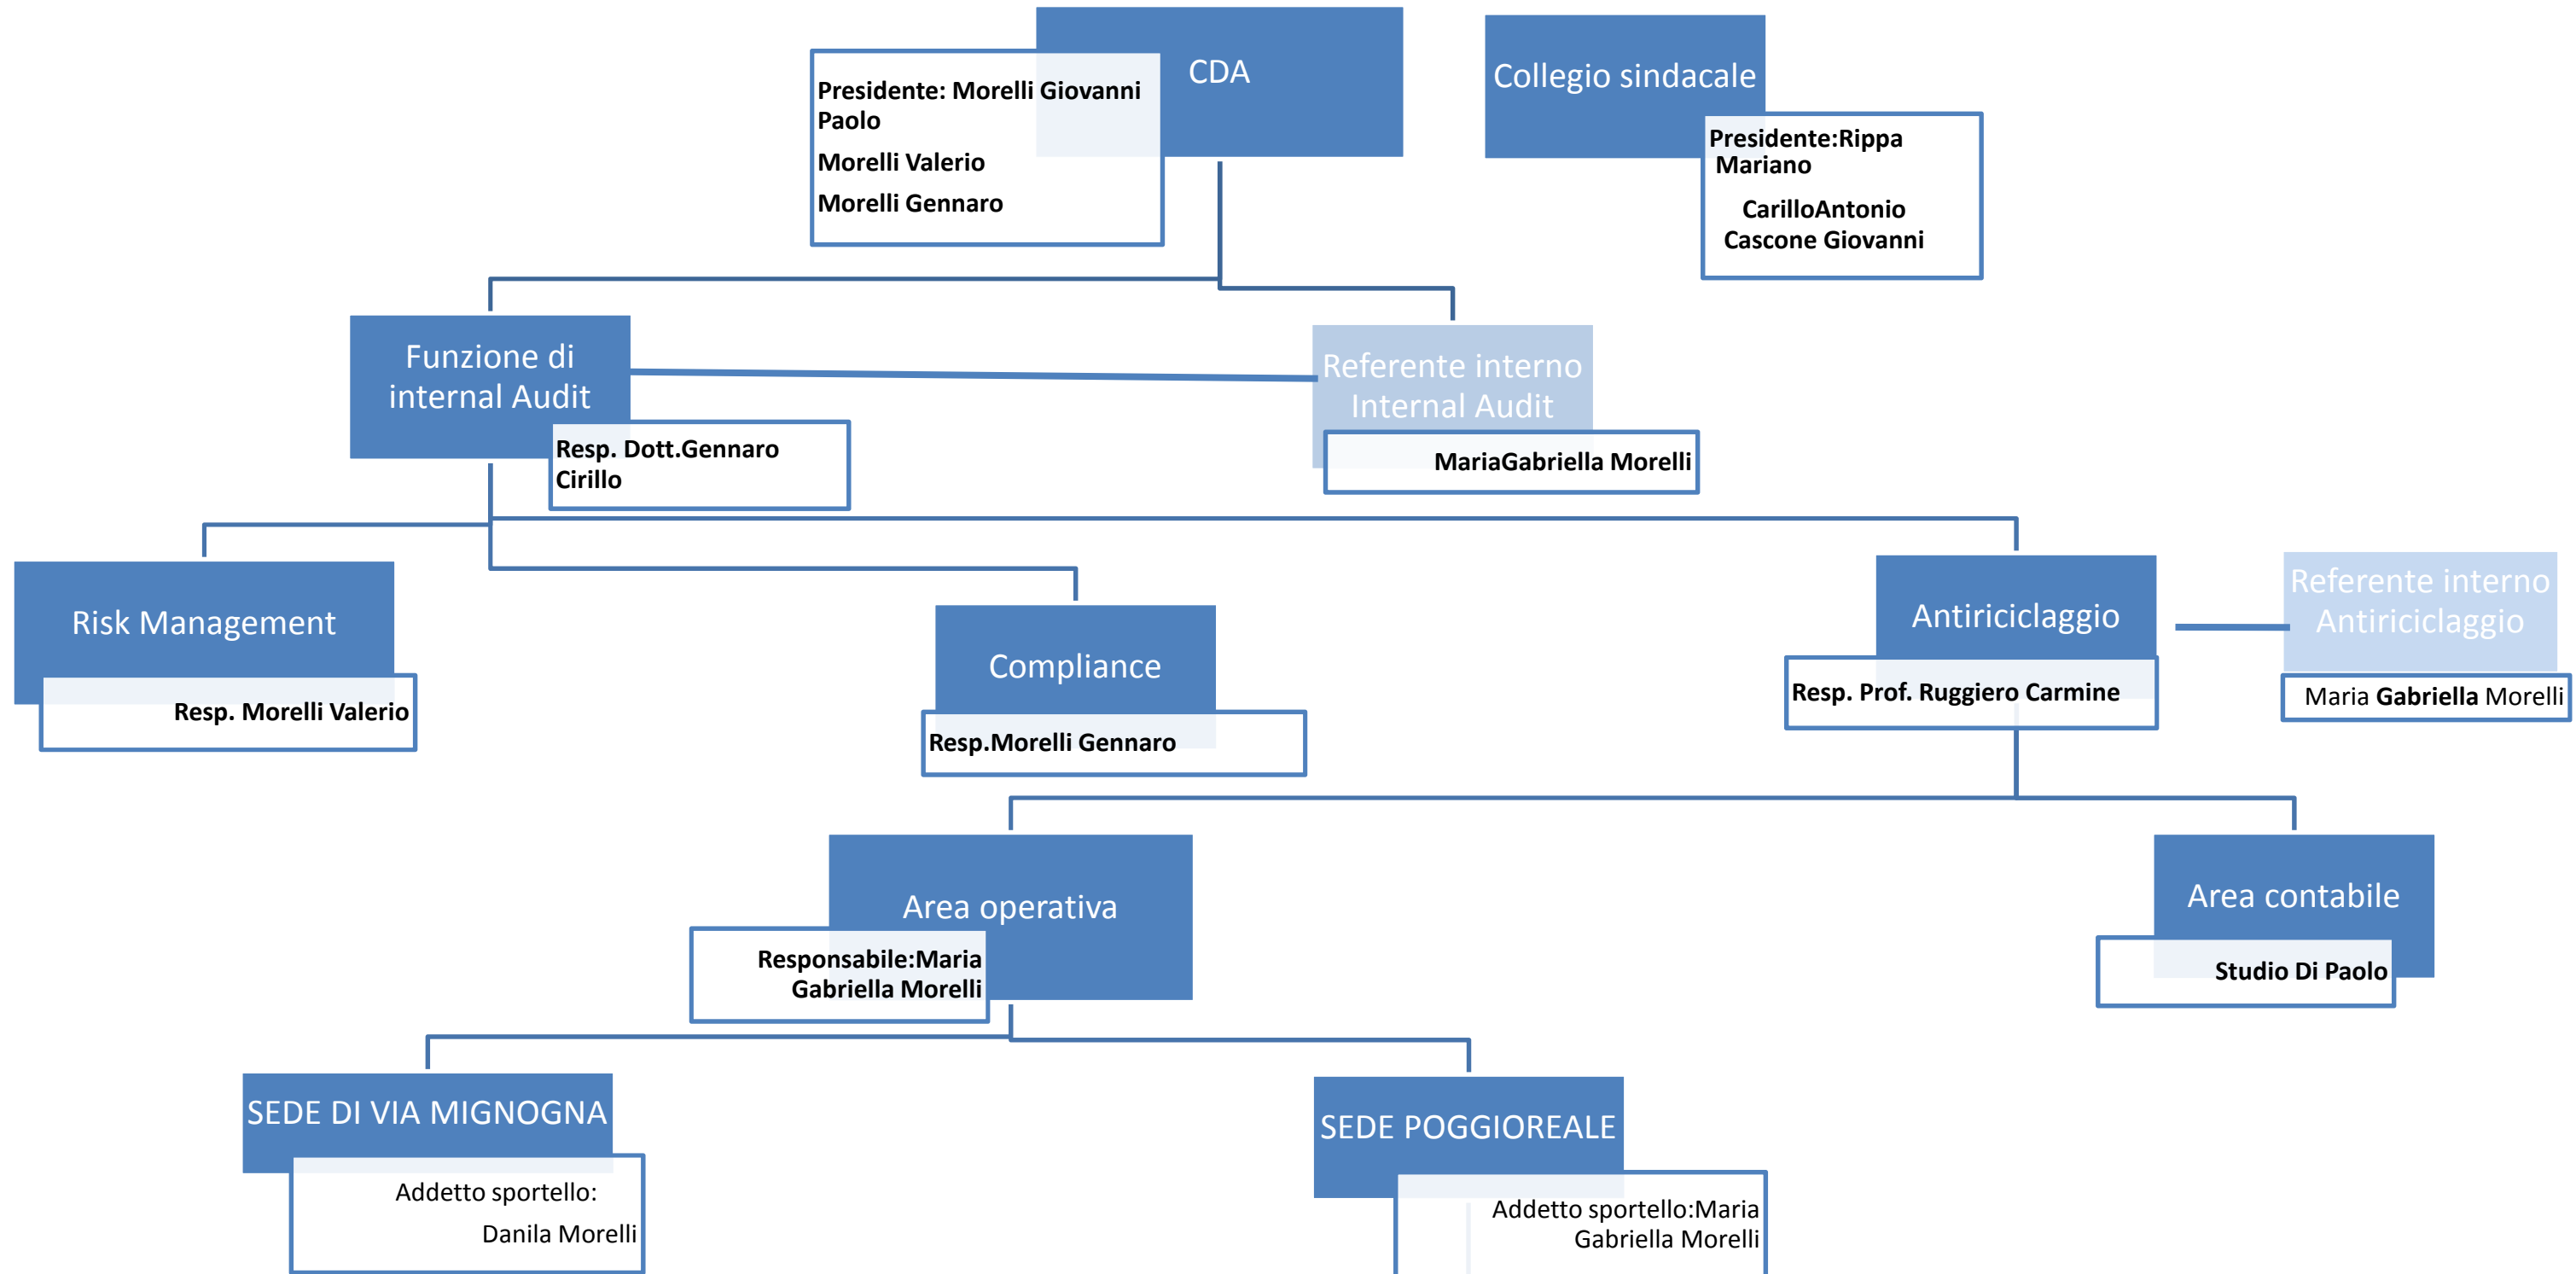 CDA
Presidente: Morelli Giovanni
Paolo
Morelli Valerio
Morelli Gennaro
Collegio sindacale
Presidente:Rippa
Mariano
CarilloAntonio
Cascone Giovanni
Funzione di
internal Audit
Resp. Dott.Gennaro
Cirillo
Referente interno
Internal Audit
MariaGabriella Morelli
Risk Management
Resp. Morelli Valerio
Compliance
Resp.Morelli Gennaro
Antiriciclaggio
Resp. Prof. Ruggiero Carmine
Referente interno
Antiriciclaggio
Maria Gabriella Morelli
Area operativa
Responsabile:Maria
Gabriella Morelli
Area contabile
Studio Di Paolo
SEDE DI VIA MIGNOGNA
Addetto sportello:
Danila Morelli
SEDE POGGIOREALE
Addetto sportello:Maria
Gabriella Morelli